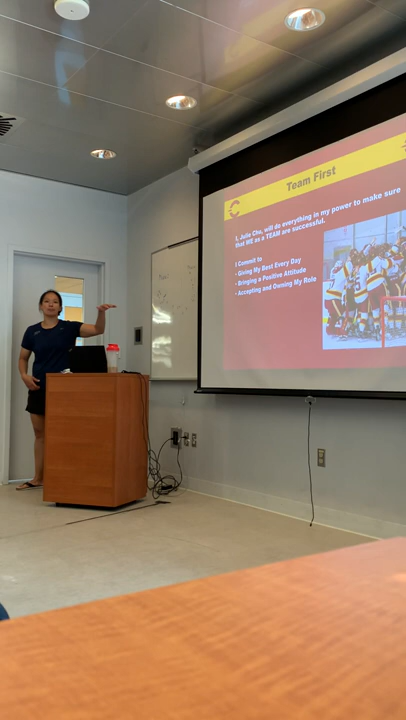 Team First
I, Julie Chu, will do everything in my power to make sure
that WE as a TEAM are successful.
I Commit to
• Giving My Best Every Day
• Bringing a Positive Attitude
• Accepting and Owning My Role